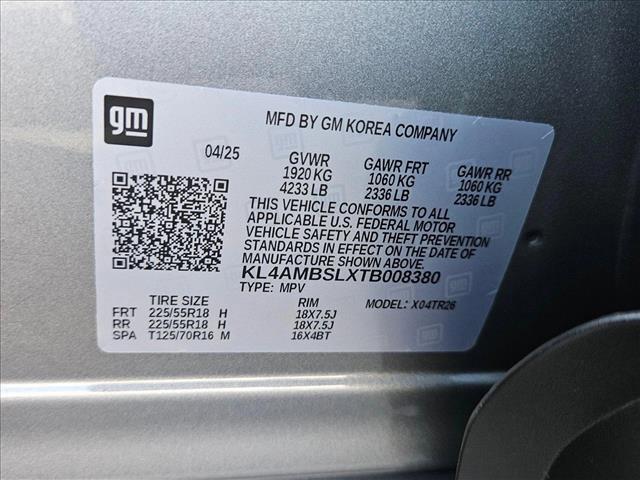 gm
MFD BY GM KOREA COMPANY
04/25 GVWR GAWR FRT GAWR RR
1920 KG 1060 KG 1060 KG
4233 LB 2336 LB 2336 LB
THIS VEHICLE CONFORMS TO ALL
APPLICABLE U.S. FEDERAL MOTOR
VEHICLE SAFETY AND THEFT PREVENTION
STANDARDS IN EFFECT ON THE DATE OF
MANUFACTURE SHOWN ABOVE.
KL4AMBSLXTB008380
TYPE: MPV MODEL: X04TR26
TIRE SIZE RIM
FRT 225/55R18 H 18X7.5J
RR 225/55R18 H 18X7.5J
SPA T125/70R16 M 16X4BT